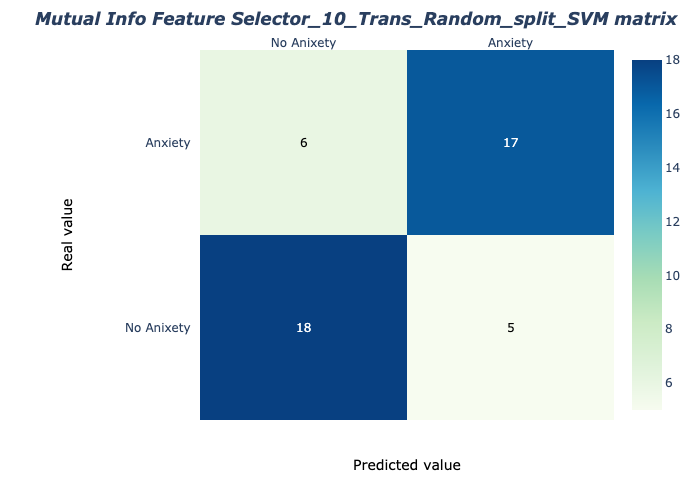 Mutual Info Feature Selector_10_Trans_Random_split_SVM matrix
No Anixety Anxiety
18
16
14
12
10
8
6
Anxiety 6 17
Real value
No Anixety 18 5
Predicted value